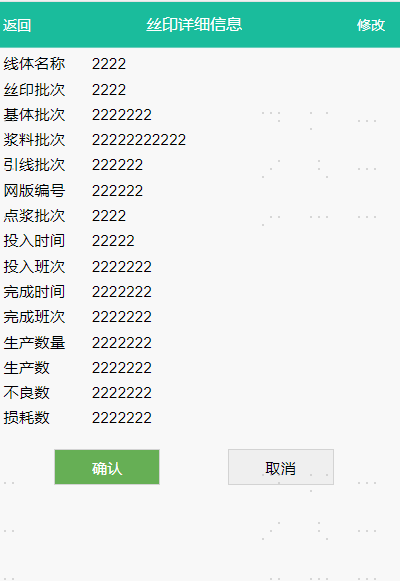 返回 丝印详细信息 修改
线体名称 2222
丝印批次 2222
基体批次 2222222
浆料批次 22222222222
引线批次 222222
网版编号 222222
点浆批次 2222
投入时间 22222
投入班次 2222222
完成时间 2222222
完成班次 2222222
生产数量 2222222
生产数 2222222
不良数 2222222
损耗数 2222222
确认 取消